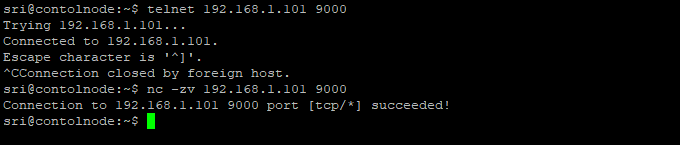 sri@contolnode:~$ telnet 192.168.1.101 9000
Trying 192.168.1.101...
Connected to 192.168.1.101.
Escape character is '^]'.
^CConnection closed by foreign host.
sri@contolnode:~$ nc -zv 192.168.1.101 9000
Connection to 192.168.1.101 9000 port [tcp/*] succeeded!
sri@contolnode:~$